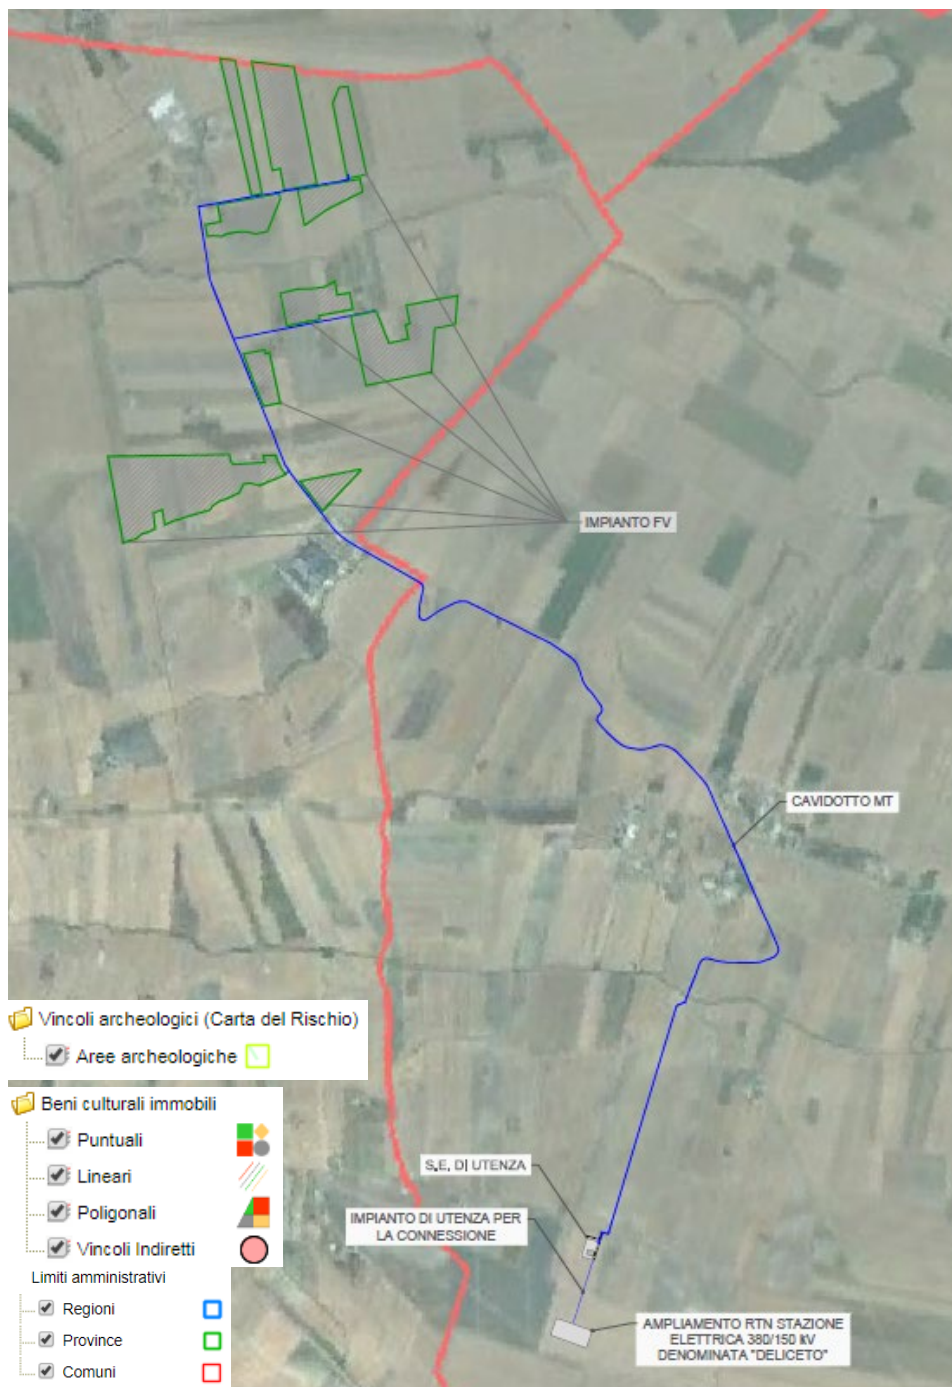 IMPIANTO FV
CAVIDOTTO MT
Vincoli archeologici (Carta del Rischio)
Aree archeologiche
Beni culturali immobili
Puntuali
Lineari
Poligonali
Vincoli Indiretti
Limiti amministrativi
Regioni
Province
Comuni
S.E. DI UTENZA
IMPIANTO DI UTENZA PER
LA CONNESSIONE
AMPLIAMENTO RTN STAZIONE
ELETTRICA 380/150 kV
DENOMINATA "DELICETO"